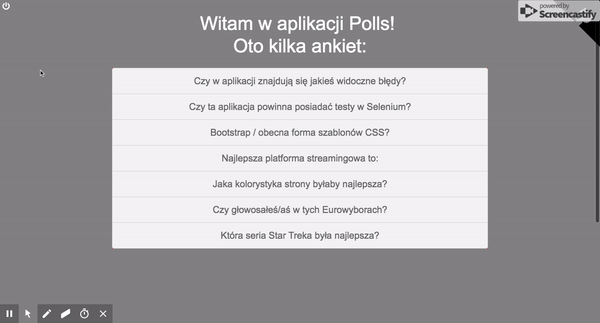 powered by
Screencastify
Witam w aplikacji Polls!
Oto kilka ankiet:
Czy w aplikacji znajdują się jakieś widoczne błędy?
Czy ta aplikacja powinna posiadać testy w Selenium?
Bootstrap / obecna forma szablonów CSS?
Najlepsza platforma streamingowa to:
Jaka kolorystyka strony byłaby najlepsza?
Czy głowosałeś/aś w tych Eurowyborach?
Która seria Star Treka była najlepsza?